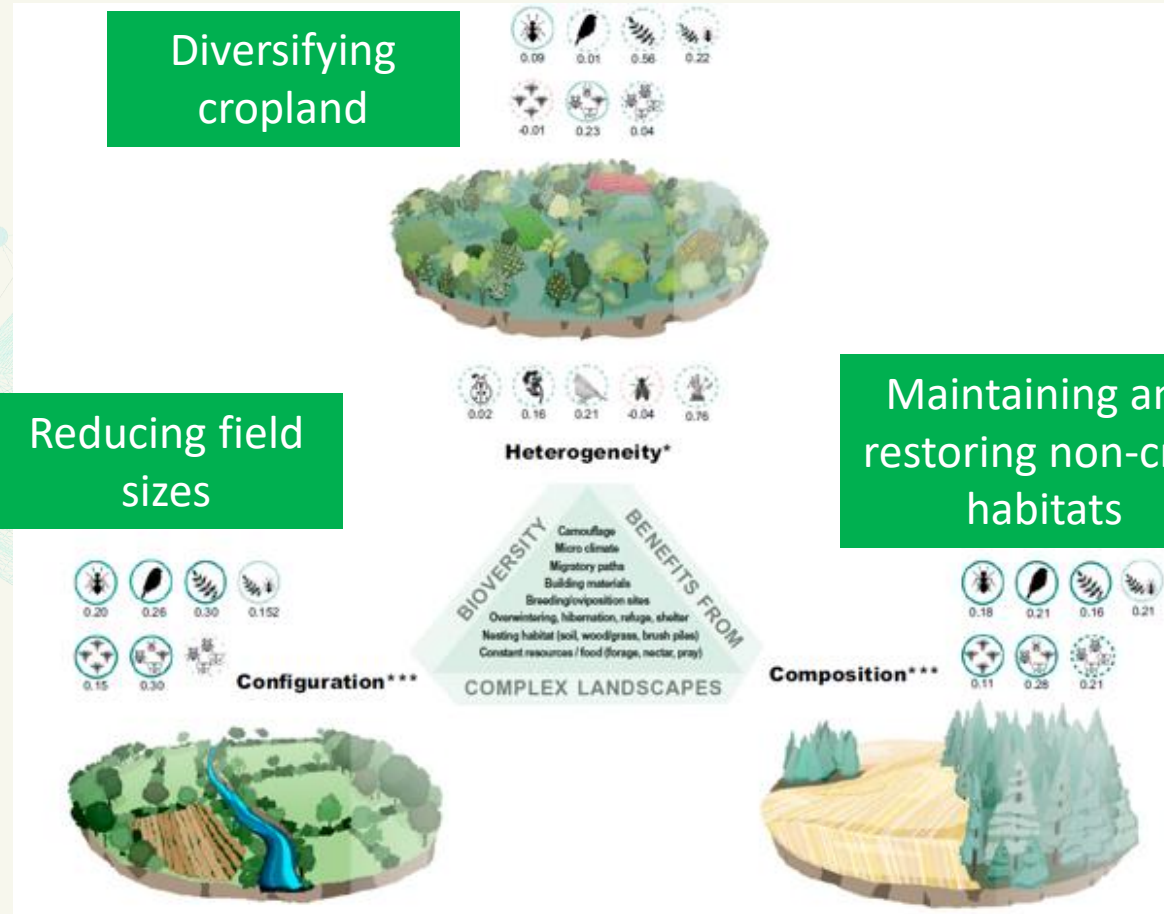 Diversifying
cropland
0.09 0.01 0.56 0.22
-0.01 0.23 0.04
0.02 0.16 0.21 -0.04 0.76
Heterogeneity*
Reducing field
sizes
Maintaining an
restoring non-cr
habitats
BIOVERSITY
BENEFITS FROM
Camouflage
Micro climate
Migratory paths
Building materials
Breeding/oviposition sites
Overwintering, hibernation, refuge, shelter
Nesting habitat (soil, wood/grass, brush piles)
Constant resources / food (forage, nectar, pray)
COMPLEX LANDSCAPES
0.20 0.26 0.30 0.152
0.15 0.30
Configuration***
0.18 0.21 0.16 0.21
0.11 0.28 0.21
Composition***